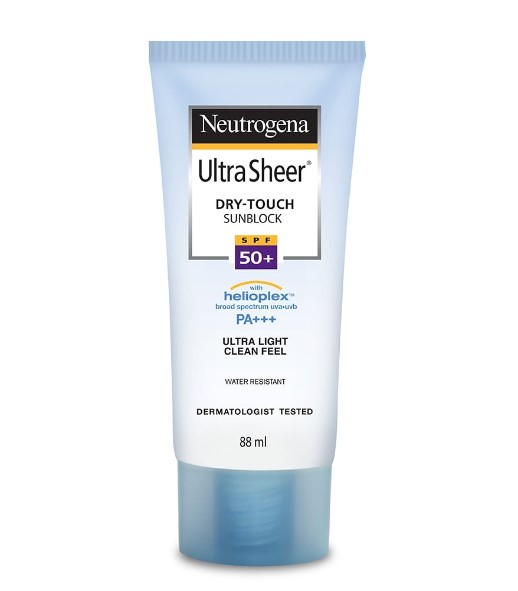 Neutrogena
Ultra Sheer®
DRY-TOUCH
SUNBLOCK
SPF
50+
with
helioplex™
broad spectrum uva•uvb
PA+++
ULTRA LIGHT
CLEAN FEEL
WATER RESISTANT
DERMATOLOGIST TESTED
88 ml